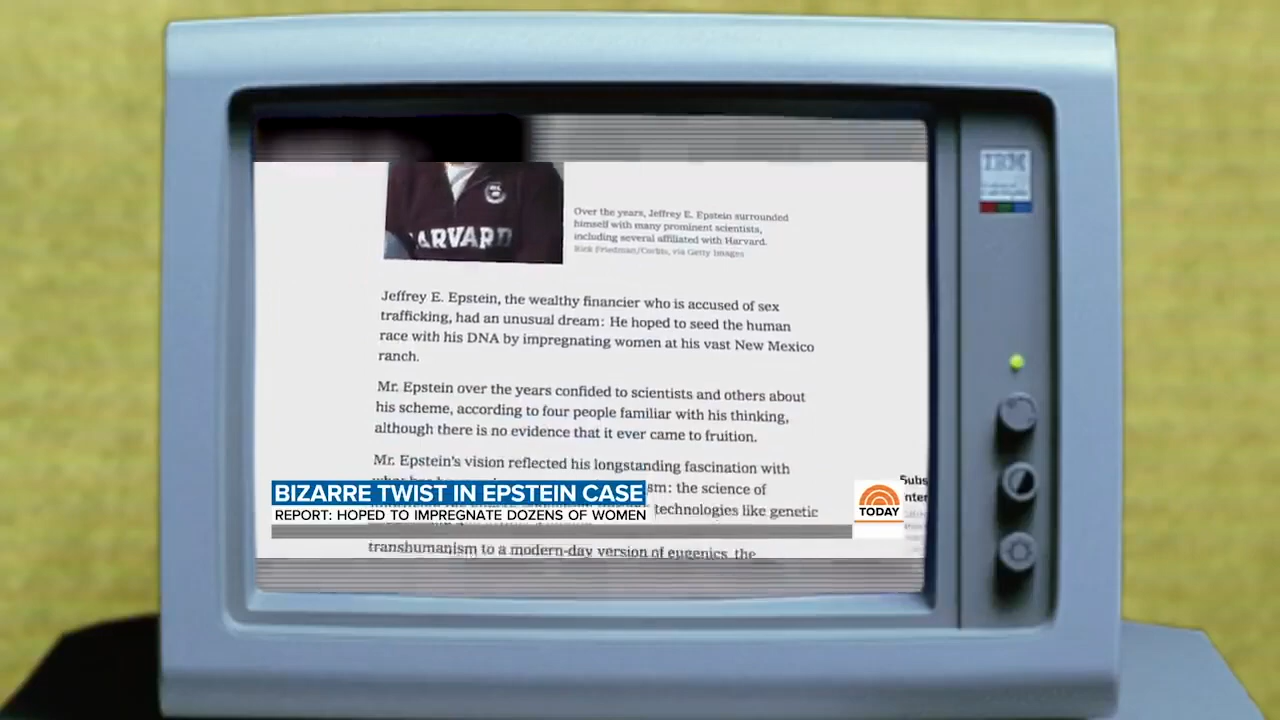 IBM
ARVARD
Over the years, Jeffrey E. Epstein surrounded
himself with many prominent scientists,
including several affiliated with Harvard.
Rick Friedman/Corbis, via Getty Images
Jeffrey E. Epstein, the wealthy financier who is accused of sex
trafficking, had an unusual dream: He hoped to seed the human
race with his DNA by impregnating women at his vast New Mexico
ranch.
Mr. Epstein over the years confided to scientists and others about
his scheme, according to four people familiar with his thinking,
although there is no evidence that it ever came to fruition.
Mr. Epstein's vision reflected his longstanding fascination with
sm: the science of
technologies like genetic
transhumanism to a modern-day version of eugenics, the
Subs
nter
BIZARRE TWIST IN EPSTEIN CASE
REPORT: HOPED TO IMPREGNATE DOZENS OF WOMEN
TODAY